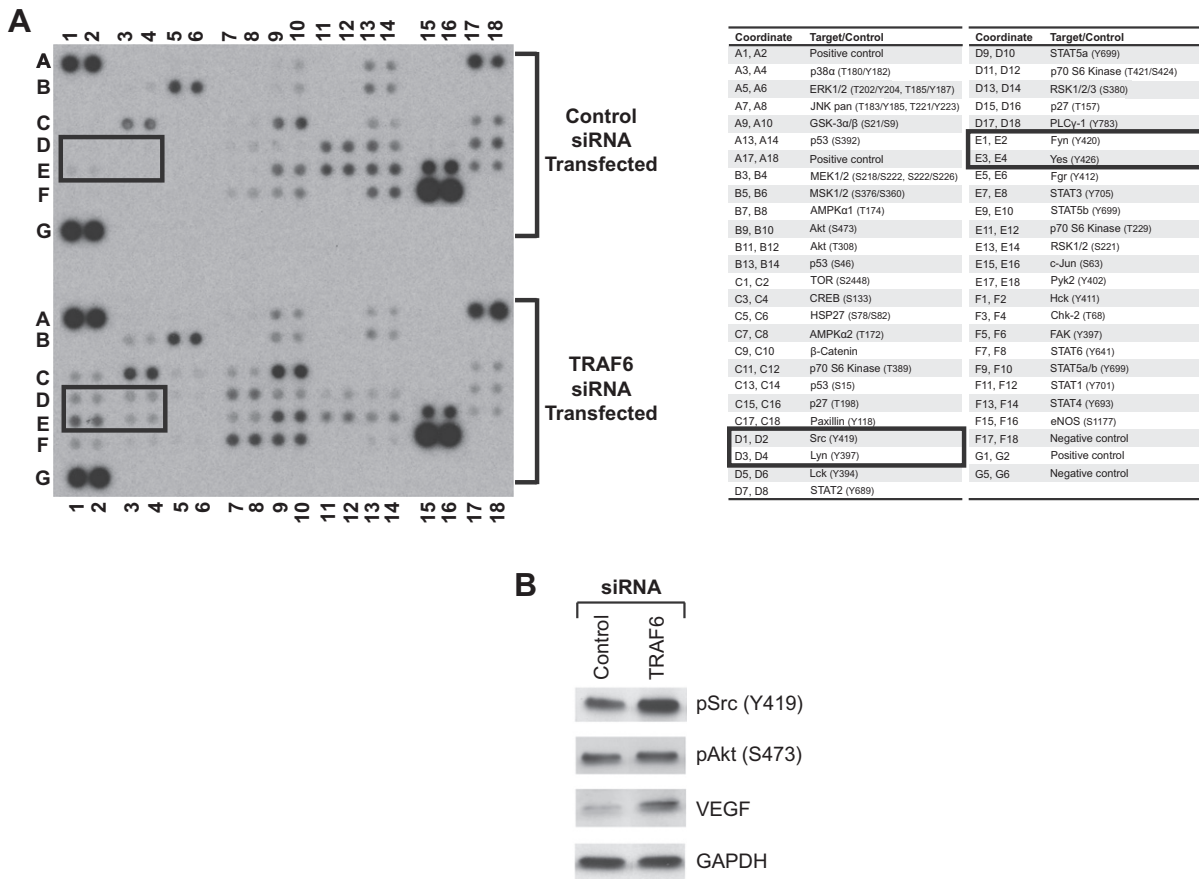 A
1 2 3 4 5 6 7 8 9 10 11 12 13 14 15 16 17 18
A
B
C
D
E
F
G
Control
siRNA
Transfected
A
B
C
D
E
F
G
TRAF6
siRNA
Transfected
1 2 3 4 5 6 7 8 9 10 11 12 13 14 15 16 17 18
Coordinate Target/Control
A1, A2 Positive control
A3, A4 p38α (T180/Y182)
A5, A6 ERK1/2 (T202/Y204, T185/Y187)
A7, A8 JNK pan (T183/Y185, T221/Y223)
A9, A10 GSK-3α/β (S21/S9)
A13, A14 p53 (S392)
A17, A18 Positive control
B3, B4 MEK1/2 (S218/S222, S222/S226)
B5, B6 MSK1/2 (S376/S360)
B7, B8 AMPKα1 (T174)
B9, B10 Akt (S473)
B11, B12 Akt (T308)
B13, B14 p53 (S46)
C1, C2 TOR (S2448)
C3, C4 CREB (S133)
C5, C6 HSP27 (S78/S82)
C7, C8 AMPKα2 (T172)
C9, C10 β-Catenin
C11, C12 p70 S6 Kinase (T389)
C13, C14 p53 (S15)
C15, C16 p27 (T198)
C17, C18 Paxillin (Y118)
D1, D2 Src (Y419)
D3, D4 Lyn (Y397)
D5, D6 Lck (Y394)
D7, D8 STAT2 (Y689)
Coordinate Target/Control
D9, D10 STAT5a (Y699)
D11, D12 p70 S6 Kinase (T421/S424)
D13, D14 RSK1/2/3 (S380)
D15, D16 p27 (T157)
D17, D18 PLCγ-1 (Y783)
E1, E2 Fyn (Y420)
E3, E4 Yes (Y426)
E5, E6 Fgr (Y412)
E7, E8 STAT3 (Y705)
E9, E10 STAT5b (Y699)
E11, E12 p70 S6 Kinase (T229)
E13, E14 RSK1/2 (S221)
E15, E16 c-Jun (S63)
E17, E18 Pyk2 (Y402)
F1, F2 Hck (Y411)
F3, F4 Chk-2 (T68)
F5, F6 FAK (Y397)
F7, F8 STAT6 (Y641)
F9, F10 STAT5a/b (Y699)
F11, F12 STAT1 (Y701)
F13, F14 STAT4 (Y693)
F15, F16 eNOS (S1177)
F17, F18 Negative control
G1, G2 Positive control
G5, G6 Negative control
B
siRNA
Control
TRAF6
pSrc (Y419)
pAkt (S473)
VEGF
GAPDH